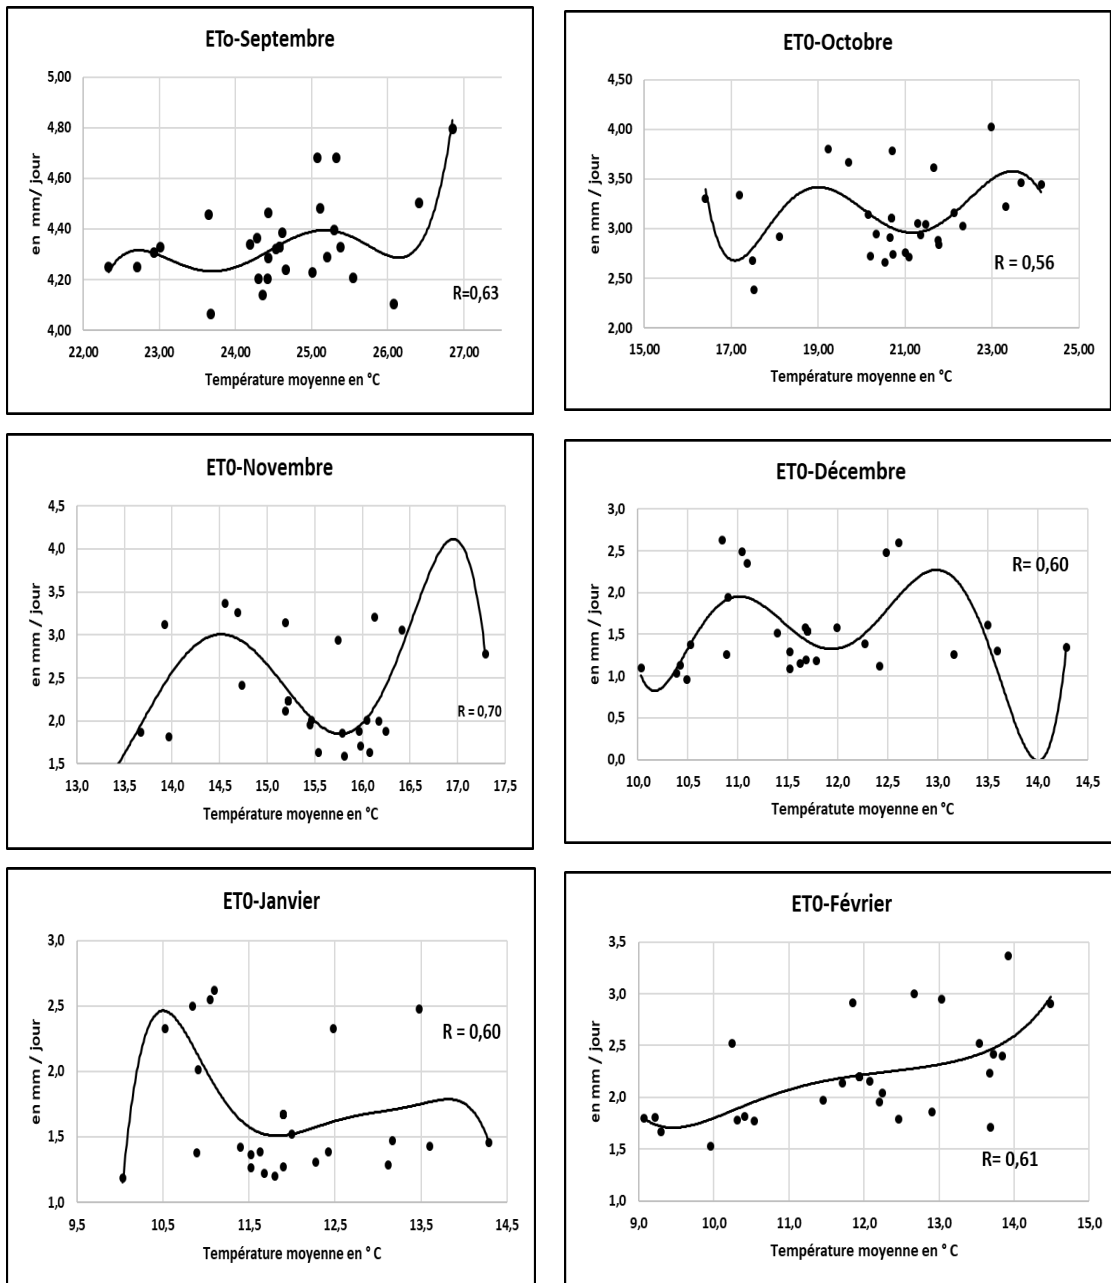 ETo-Septembre
en mm/ jour
5,00
4,80
4,60
4,40
4,20
4,00
R=0,63
22,00 23,00 24,00 25,00 26,00 27,00
Température moyenne en °C
ET0-Octobre
en mm / jour
4,50
4,00
3,50
3,00
2,50
2,00
R = 0,56
15,00 17,00 19,00 21,00 23,00 25,00
Température moyenne en °C
ET0-Novembre
en mm / jour
4,5
4,0
3,5
3,0
2,5
2,0
1,5
R = 0,70
13,0 13,5 14,0 14,5 15,0 15,5 16,0 16,5 17,0 17,5
Température moyenne en °C
ET0-Décembre
en mm / jour
3,0
2,5
2,0
1,5
1,0
0,5
0,0
R= 0,60
10,0 10,5 11,0 11,5 12,0 12,5 13,0 13,5 14,0 14,5
Températute moyenne en °C
ET0-Janvier
en mm / jour
3,0
2,5
2,0
1,5
1,0
R = 0,60
9,5 10,5 11,5 12,5 13,5 14,5
Température moyenne en ° C
ET0-Février
en mm / jour
3,5
3,0
2,5
2,0
1,5
1,0
R= 0,61
9,0 10,0 11,0 12,0 13,0 14,0 15,0
Température moyenne en °C